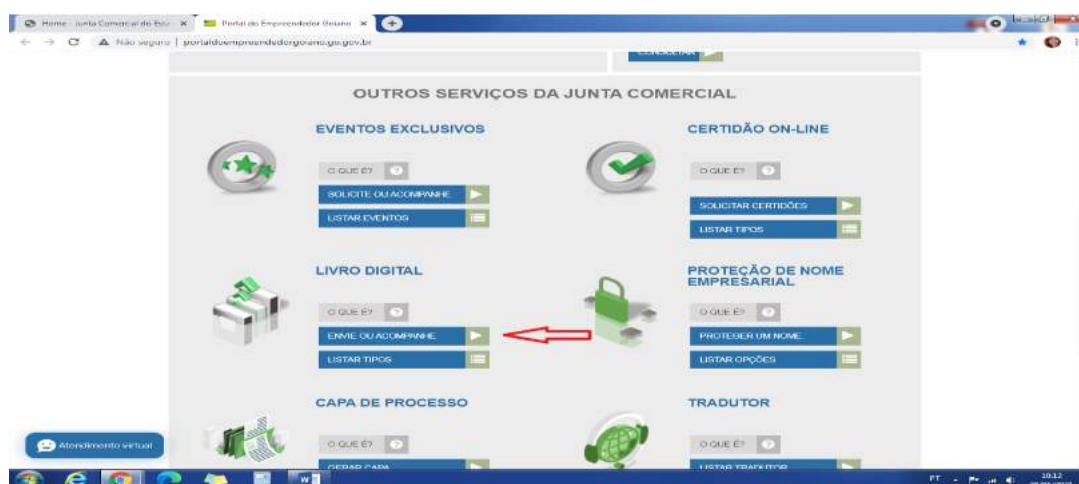 Home - Junta Comercial do Esta
Portal do Empreendedor Goiano
Não seguro | portaldoempreendedorgoiano.go.gov.br
CONSULTAR
OUTROS SERVIÇOS DA JUNTA COMERCIAL
EVENTOS EXCLUSIVOS
O QUE É? ?
SOLICITE OU ACOMPANHE
LISTAR EVENTOS
CERTIDÃO ON-LINE
O QUE É? ?
SOLICITAR CERTIDÕES
LISTAR TIPOS
LIVRO DIGITAL
O QUE É? ?
ENVIE OU ACOMPANHE
LISTAR TIPOS
PROTEÇÃO DE NOME
EMPRESARIAL
O QUE É? ?
PROTEGER UM NOME
LISTAR OPÇÕES
CAPA DE PROCESSO
O QUE É? ?
GERAR CAPA
TRADUTOR
O QUE É? ?
LISTAR TRADUTOR
Atendimento virtual
PT
10:12